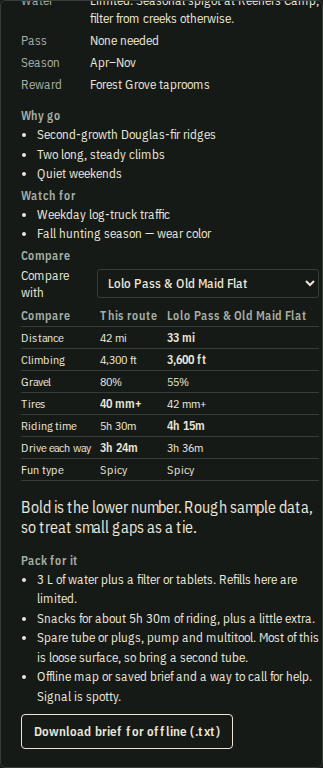 Water Limited. Seasonal spigot at Reehers Camp,
filter from creeks otherwise.
Pass None needed
Season Apr–Nov
Reward Forest Grove taprooms
Why go
• Second-growth Douglas-fir ridges
• Two long, steady climbs
• Quiet weekends
Watch for
• Weekday log-truck traffic
• Fall hunting season — wear color
Compare
Compare with Lolo Pass & Old Maid Flat
Compare This route Lolo Pass & Old Maid Flat
Distance 42 mi 33 mi
Climbing 4,300 ft 3,600 ft
Gravel 80% 55%
Tires 40 mm+ 42 mm+
Riding time 5h 30m 4h 15m
Drive each way 3h 24m 3h 36m
Fun type Spicy Spicy
Bold is the lower number. Rough sample data,
so treat small gaps as a tie.
Pack for it
• 3 L of water plus a filter or tablets. Refills here are
limited.
• Snacks for about 5h 30m of riding, plus a little extra.
• Spare tube or plugs, pump and multitool. Most of this
is loose surface, so bring a second tube.
• Offline map or saved brief and a way to call for help.
Signal is spotty.
Download brief for offline (.txt)